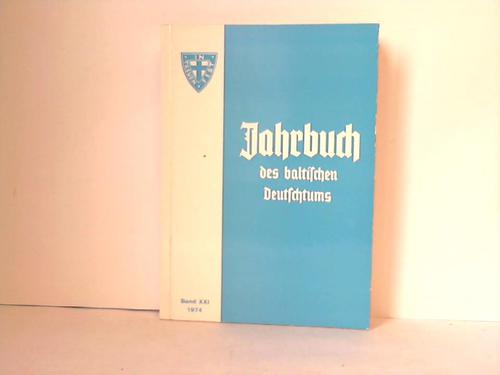 Jahrbuch
des baltischen
Deutschtums
Band XXI
1974